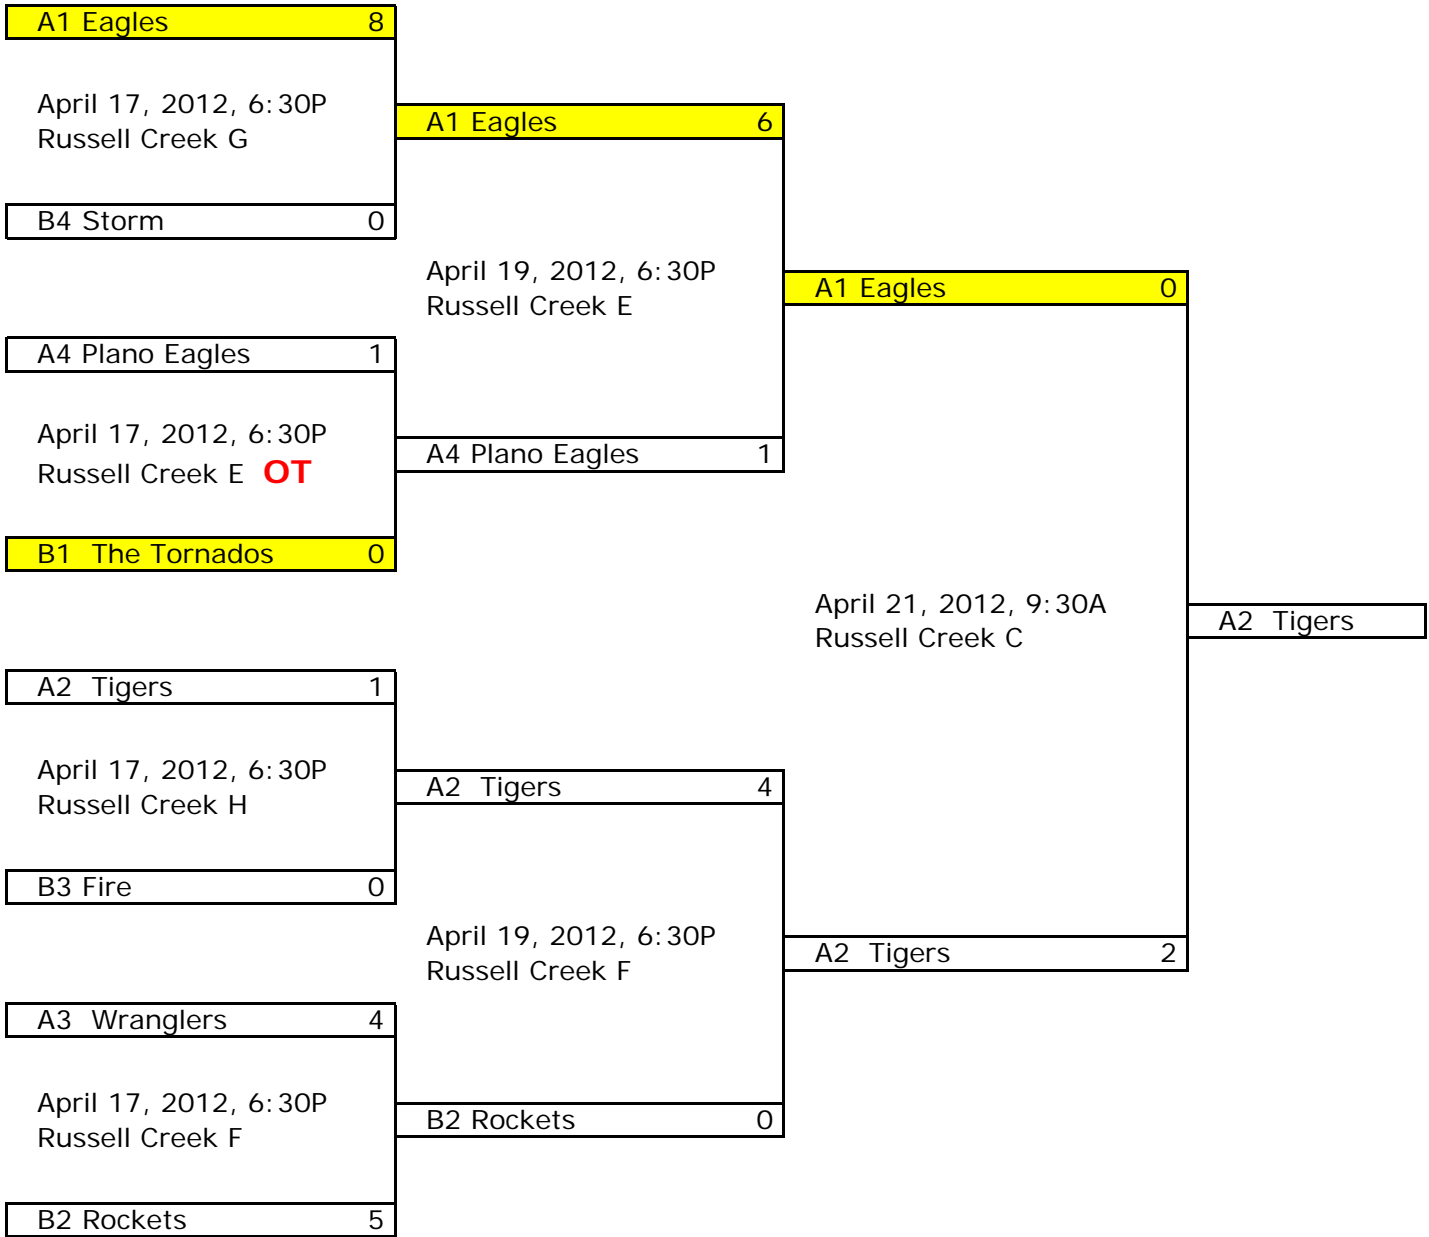 A1 Eagles 8
April 17, 2012, 6:30P
Russell Creek G
B4 Storm 0
A4 Plano Eagles 1
April 17, 2012, 6:30P
Russell Creek E OT
B1 The Tornados 0
A2 Tigers 1
April 17, 2012, 6:30P
Russell Creek H
B3 Fire 0
A3 Wranglers 4
April 17, 2012, 6:30P
Russell Creek F
B2 Rockets 5
A1 Eagles 6
April 19, 2012, 6:30P
Russell Creek E
A4 Plano Eagles 1
A2 Tigers 4
April 19, 2012, 6:30P
Russell Creek F
B2 Rockets 0
A1 Eagles 0
April 21, 2012, 9:30A
Russell Creek C
A2 Tigers 2
A2 Tigers